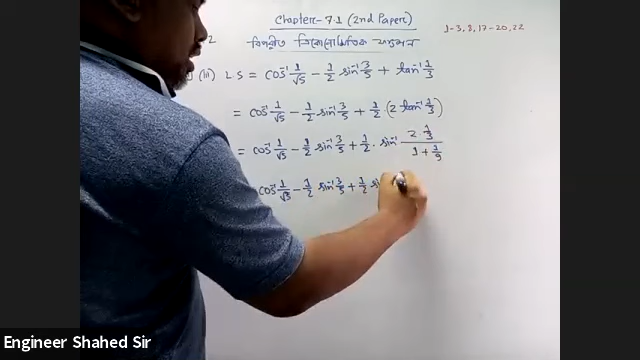 Chapter-7.1 (2nd Paper)
1-3, 8, 17-20, 22
বিপরীত ত্রিকোণমিতিক ফাংশন
(iii) LS = cos⁻¹ 1/√5 − 1/2 sin⁻¹ 3/5 + tan⁻¹ 1/3
= cos⁻¹ 1/√5 − 1/2 sin⁻¹ 3/5 + 1/2 · (2 tan⁻¹ 1/3)
= cos⁻¹ 1/√5 − 1/2 sin⁻¹ 3/5 + 1/2 · sin⁻¹ (2 · 1/3)/(1 + 1/9)
cos⁻¹ 1/√5 − 1/2 sin⁻¹ 3/5 + 1/2
Engineer Shahed Sir